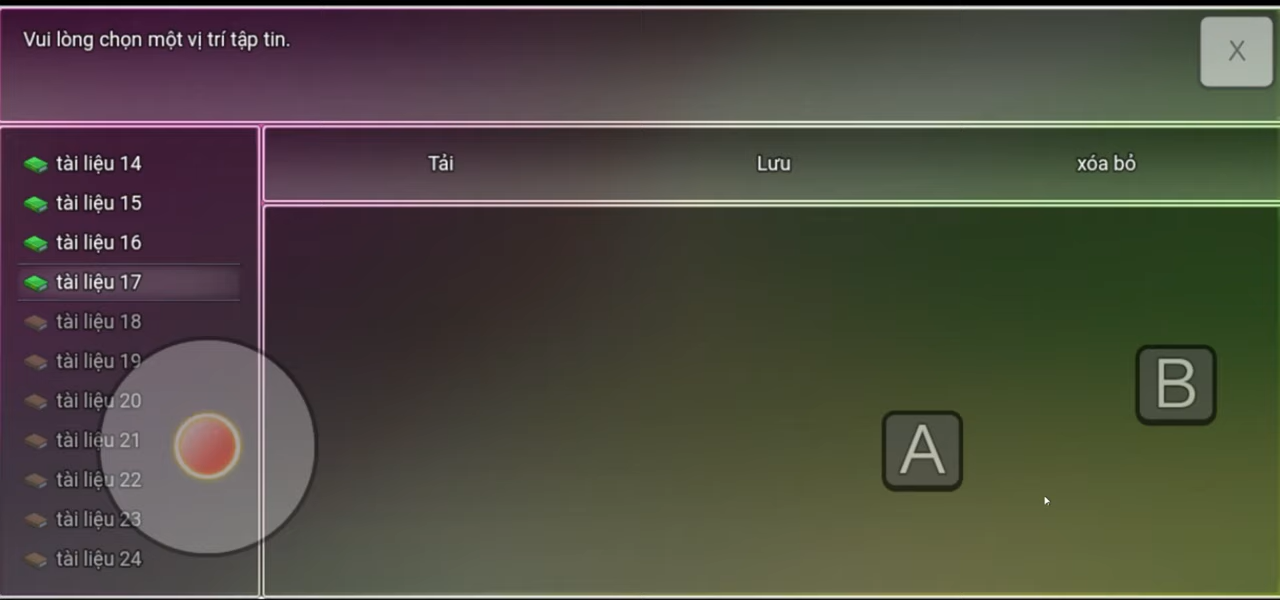 Vui lòng chọn một vị trí tập tin.
X
tài liệu 14
Tải
Lưu
xóa bỏ
tài liệu 15
tài liệu 16
tài liệu 17
tài liệu 18
tài liệu 19
tài liệu 20
tài liệu 21
tài liệu 22
tài liệu 23
tài liệu 24
B
A